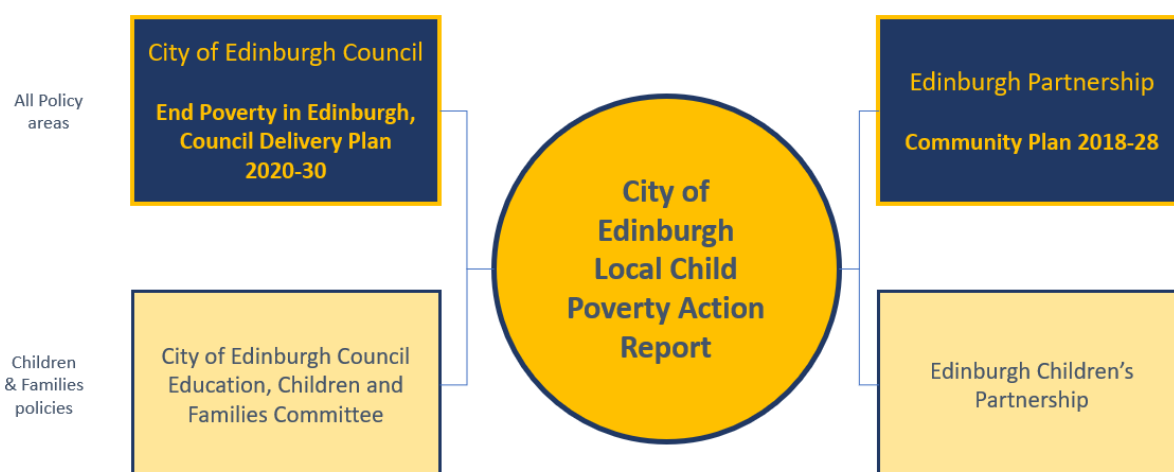 All Policy
areas
City of Edinburgh Council
End Poverty in Edinburgh,
Council Delivery Plan
2020-30
Edinburgh Partnership
Community Plan 2018-28
City of
Edinburgh
Local Child
Poverty Action
Report
Children
& Families
policies
City of Edinburgh Council
Education, Children and
Families Committee
Edinburgh Children’s
Partnership